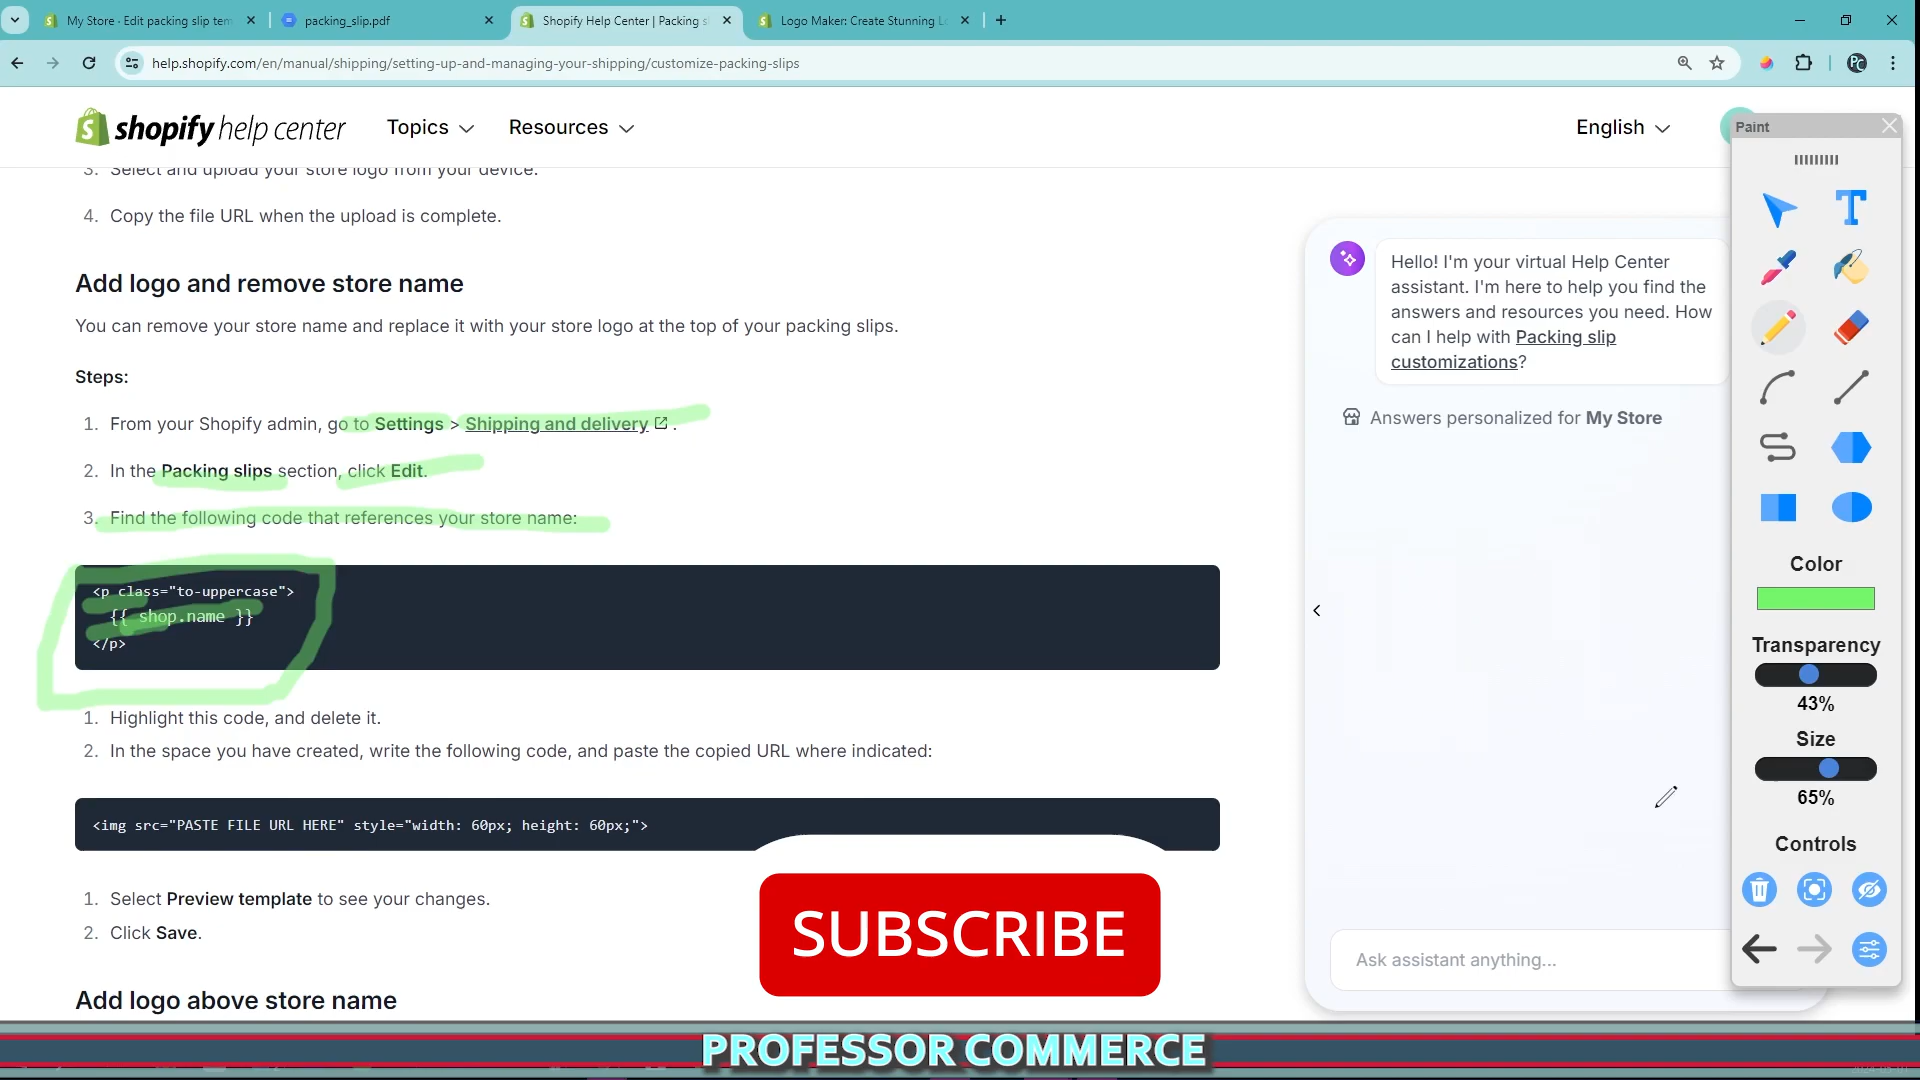 My Store - Edit packing slip tem
packing_slip.pdf
Shopify Help Center | Packing s
Logo Maker: Create Stunning L
help.shopify.com/en/manual/shipping/setting-up-and-managing-your-shipping/customize-packing-slips
PC
shopify help center
Topics
Resources
English
Paint
3. Select and upload your store logo from your device.
4. Copy the file URL when the upload is complete.
Add logo and remove store name
You can remove your store name and replace it with your store logo at the top of your packing slips.
Steps:
1. From your Shopify admin, go to Settings > Shipping and delivery .
2. In the Packing slips section, click Edit.
3. Find the following code that references your store name:
<p class="to-uppercase">
{{ shop.name }}
</p>
1. Highlight this code, and delete it.
2. In the space you have created, write the following code, and paste the copied URL where indicated:
<img src="PASTE FILE URL HERE" style="width: 60px; height: 60px;">
1. Select Preview template to see your changes.
2. Click Save.
Add logo above store name
Hello! I'm your virtual Help Center
assistant. I'm here to help you find the
answers and resources you need. How
can I help with Packing slip
customizations?
Answers personalized for My Store
Ask assistant anything...
T
Color
Transparency
43%
Size
65%
Controls
SUBSCRIBE
PROFESSOR COMMERCE